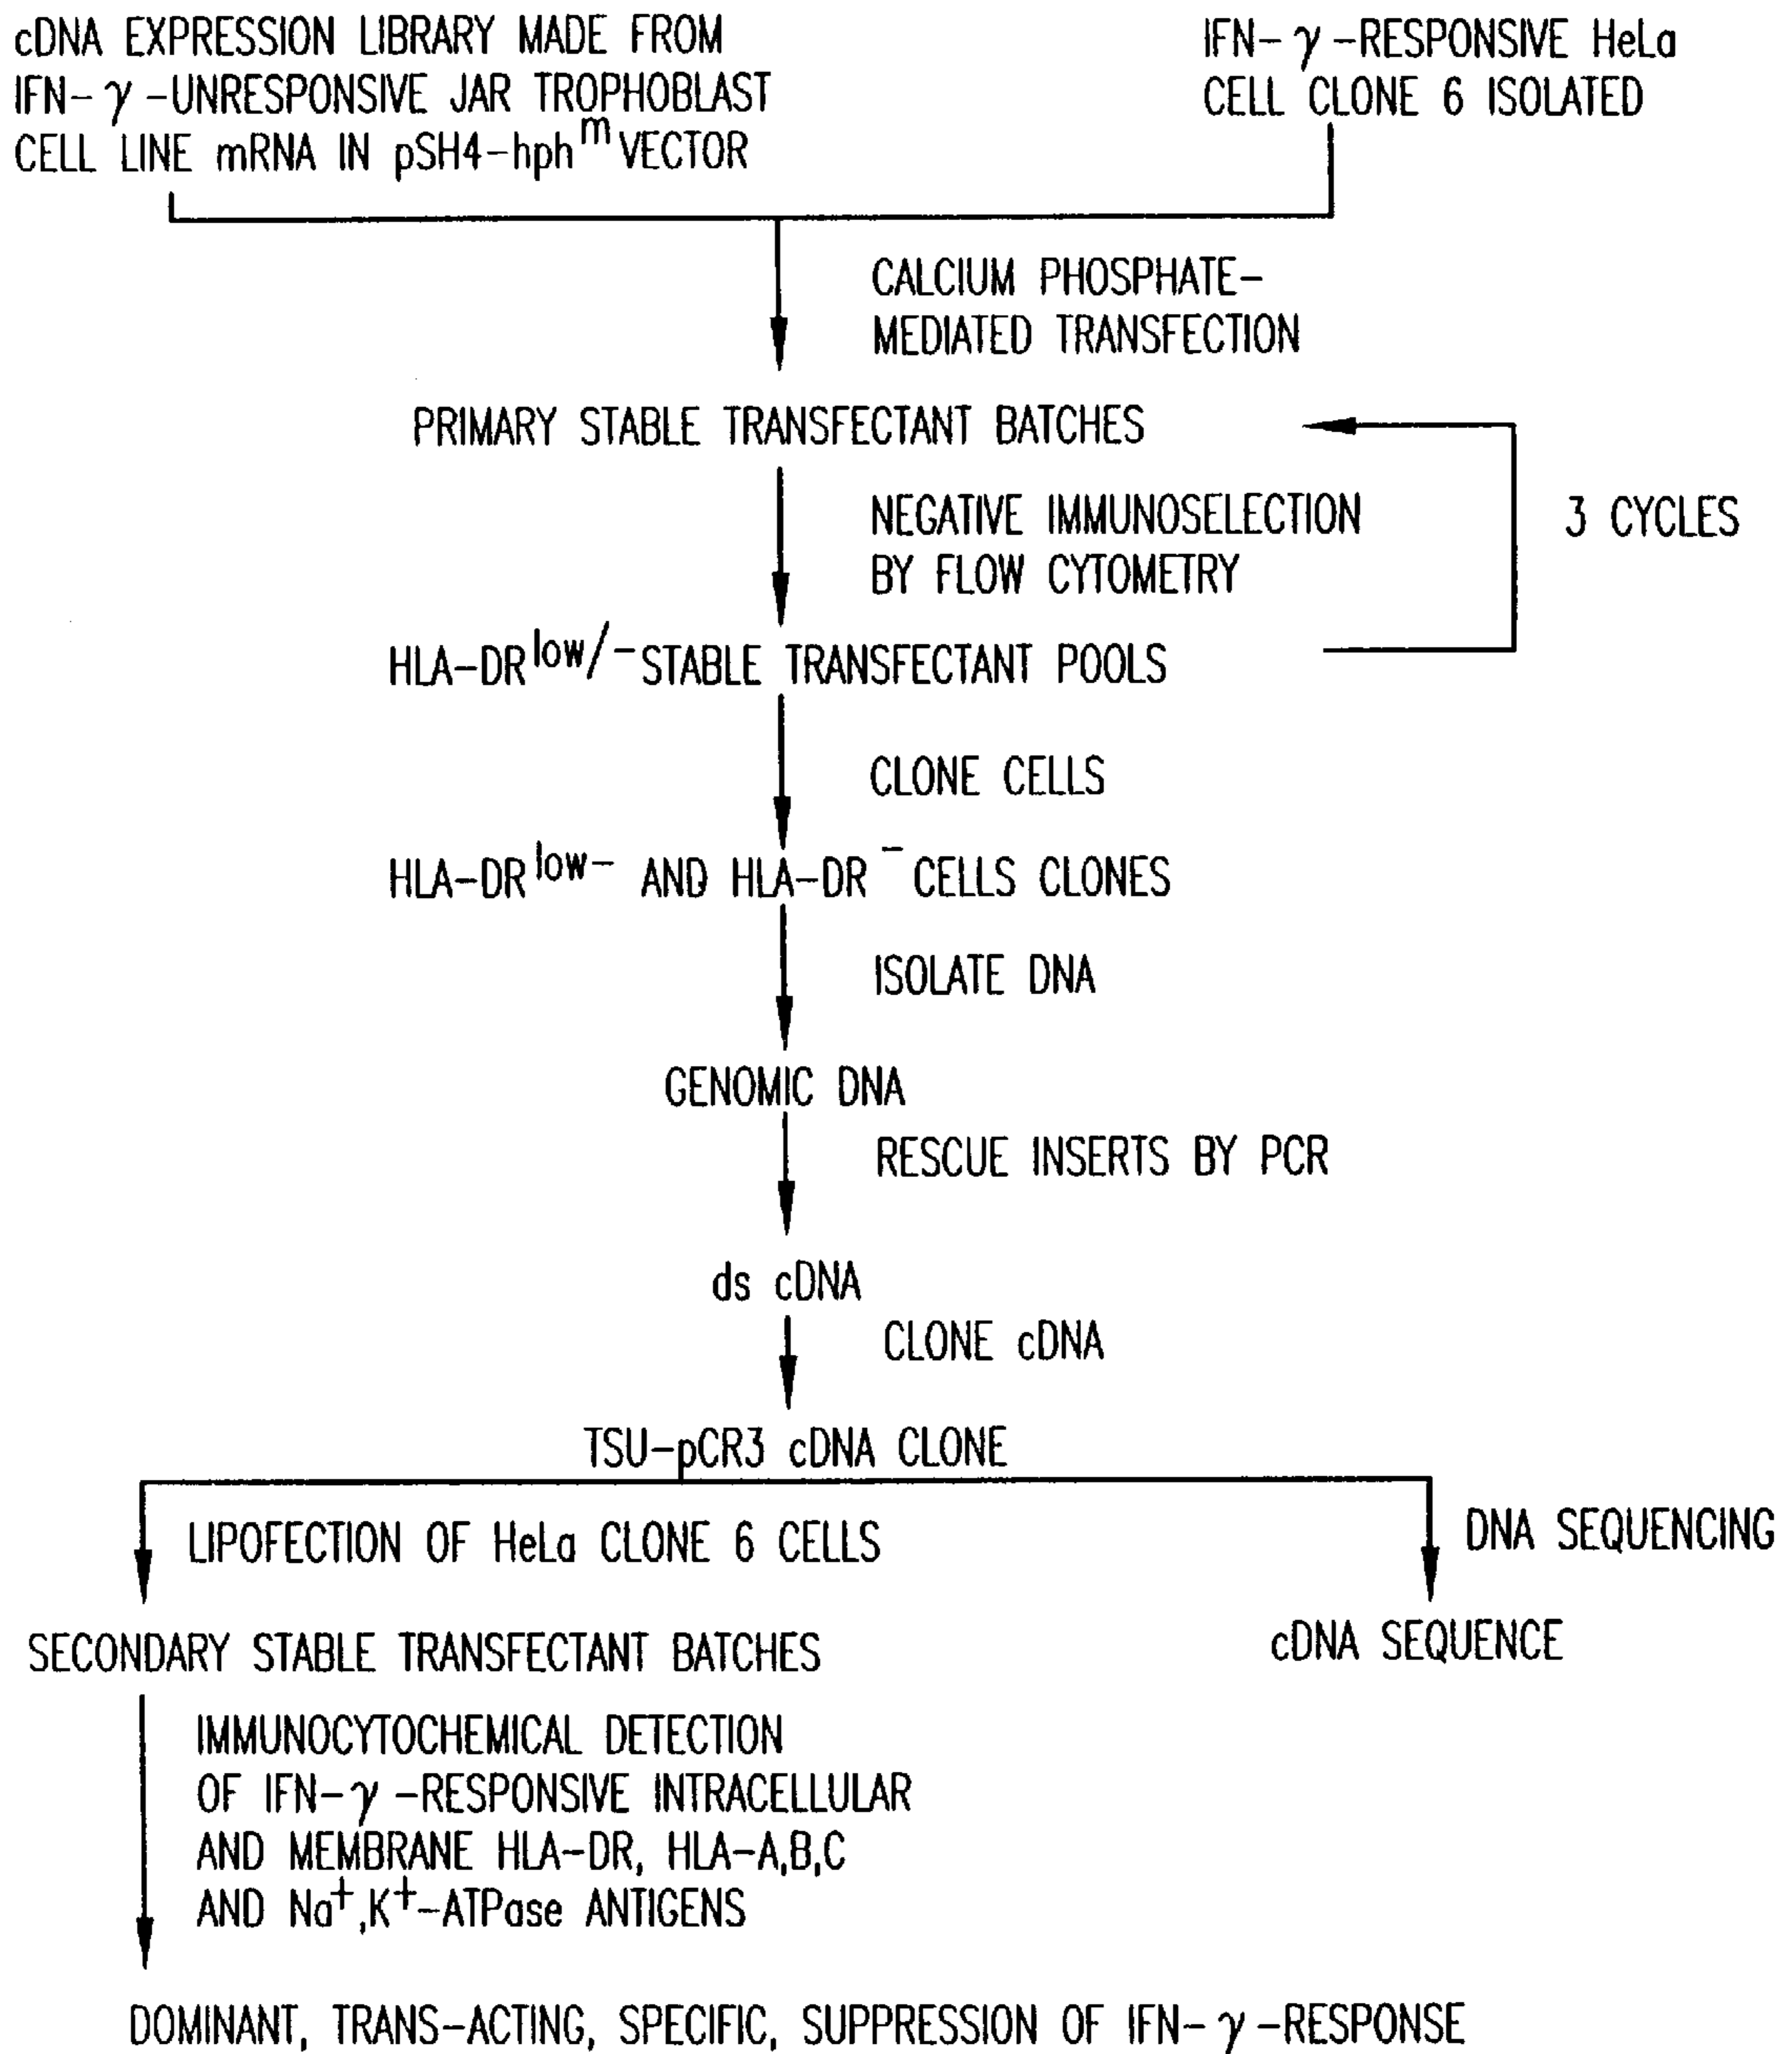 cDNA EXPRESSION LIBRARY MADE FROM
IFN-γ-UNRESPONSIVE JAR TROPHOBLAST
CELL LINE mRNA IN pSH4-hph^m VECTOR
IFN-γ-RESPONSIVE HeLa
CELL CLONE 6 ISOLATED
CALCIUM PHOSPHATE-
MEDIATED TRANSFECTION
PRIMARY STABLE TRANSFECTANT BATCHES
NEGATIVE IMMUNOSELECTION
BY FLOW CYTOMETRY
3 CYCLES
HLA-DR^low/- STABLE TRANSFECTANT POOLS
CLONE CELLS
HLA-DR^low- AND HLA-DR^- CELLS CLONES
ISOLATE DNA
GENOMIC DNA
RESCUE INSERTS BY PCR
ds cDNA
CLONE cDNA
TSU-pCR3 cDNA CLONE
LIPOFECTION OF HeLa CLONE 6 CELLS
DNA SEQUENCING
SECONDARY STABLE TRANSFECTANT BATCHES
cDNA SEQUENCE
IMMUNOCYTOCHEMICAL DETECTION
OF IFN-γ-RESPONSIVE INTRACELLULAR
AND MEMBRANE HLA-DR, HLA-A,B,C
AND Na⁺,K⁺-ATPase ANTIGENS
DOMINANT, TRANS-ACTING, SPECIFIC, SUPPRESSION OF IFN-γ-RESPONSE